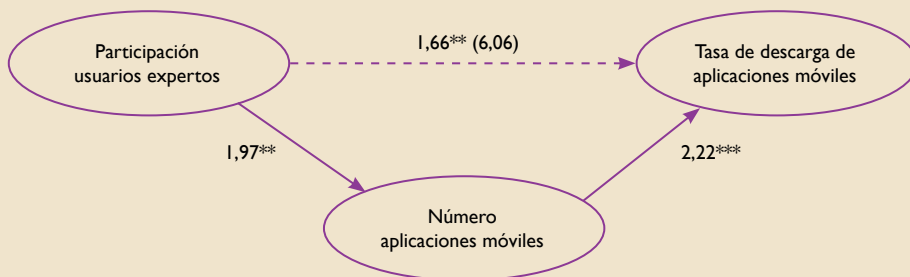 Participación
usuarios expertos
1,66** (6,06)
Tasa de descarga de
aplicaciones móviles
1,97**
2,22***
Número
aplicaciones móviles